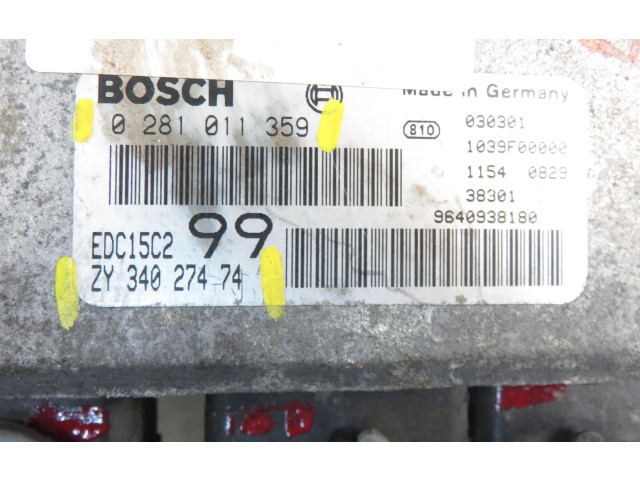 BOSCH
Made in Germany
0 281 011 359
810
030301
1039F00000
1154 0829
38301
9640938180
EDC15C2
99
ZY 340 274 74